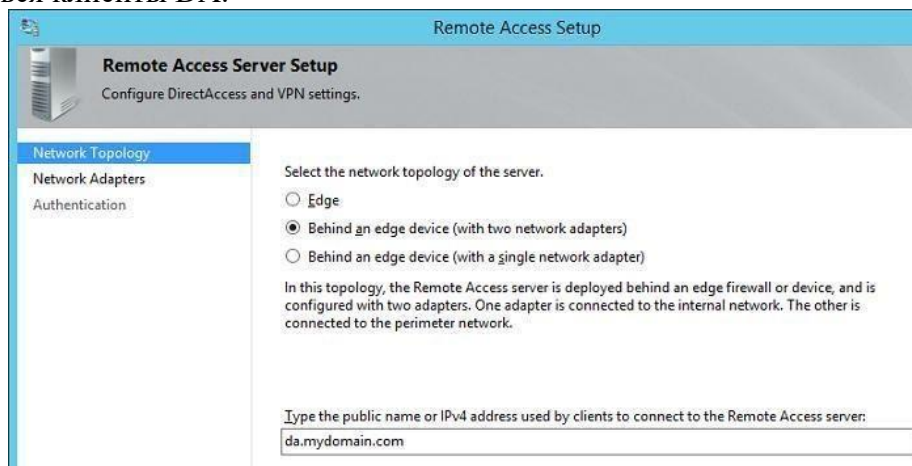 клиенты DA.
Remote Access Setup
Remote Access Server Setup
Configure DirectAccess and VPN settings.
Network Topology
Network Adapters
Authentication
Select the network topology of the server.
Edge
Behind an edge device (with two network adapters)
Behind an edge device (with a single network adapter)
In this topology, the Remote Access server is deployed behind an edge firewall or device, and is
configured with two adapters. One adapter is connected to the internal network. The other is
connected to the perimeter network.
Type the public name or IPv4 address used by clients to connect to the Remote Access server:
da.mydomain.com